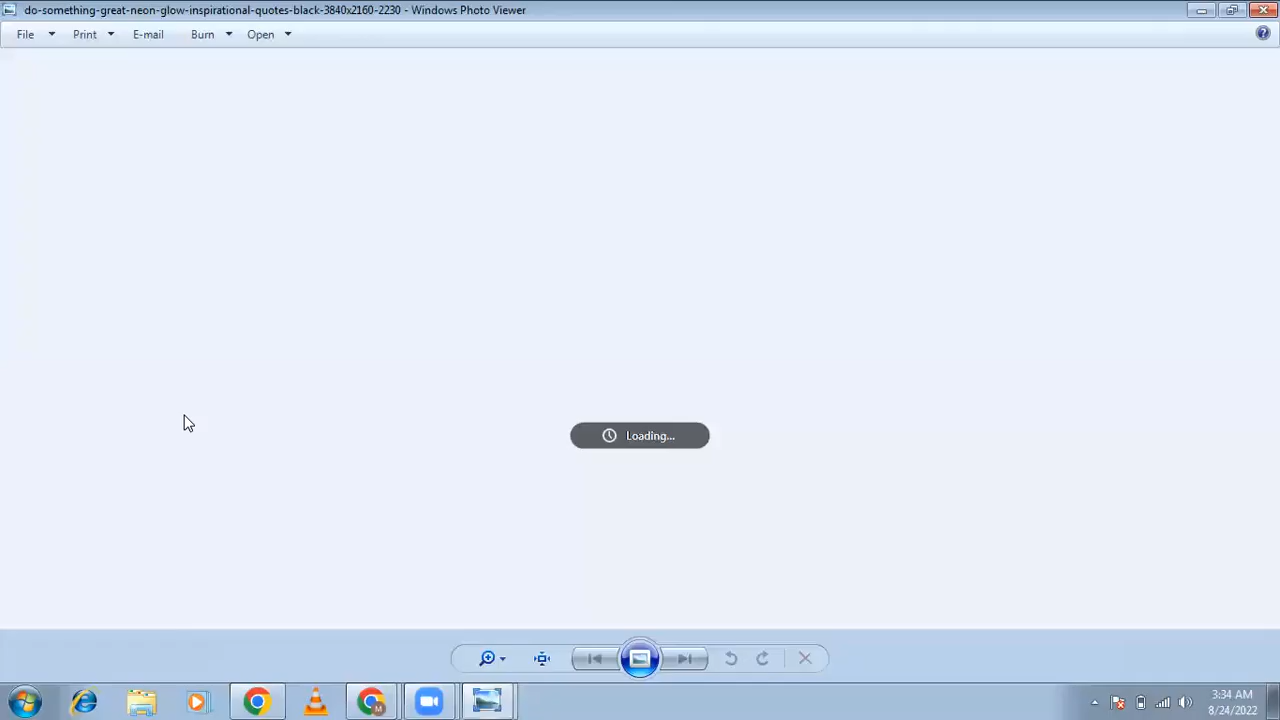 do-something-great-neon-glow-inspirational-quotes-black-3840x2160-2230 - Windows Photo Viewer
File Print E-mail Burn Open
Loading...
M
3:34 AM
8/24/2022